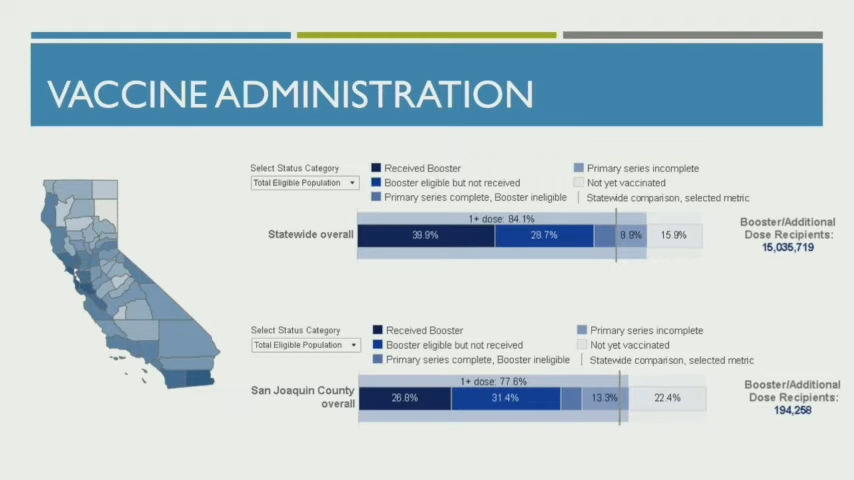 VACCINE ADMINISTRATION
Select Status Category
Total Eligible Population
Received Booster
Primary series incomplete
Booster eligible but not received
Not yet vaccinated
Primary series complete, Booster ineligible
Statewide comparison, selected metric
1+ dose: 84.1%
Statewide overall
39.9%
28.7%
8.9%
15.9%
Booster/Additional
Dose Recipients:
15,035,719
Select Status Category
Total Eligible Population
Received Booster
Primary series incomplete
Booster eligible but not received
Not yet vaccinated
Primary series complete, Booster ineligible
Statewide comparison, selected metric
1+ dose: 77.6%
San Joaquin County
overall
26.8%
31.4%
13.3%
22.4%
Booster/Additional
Dose Recipients:
194,258